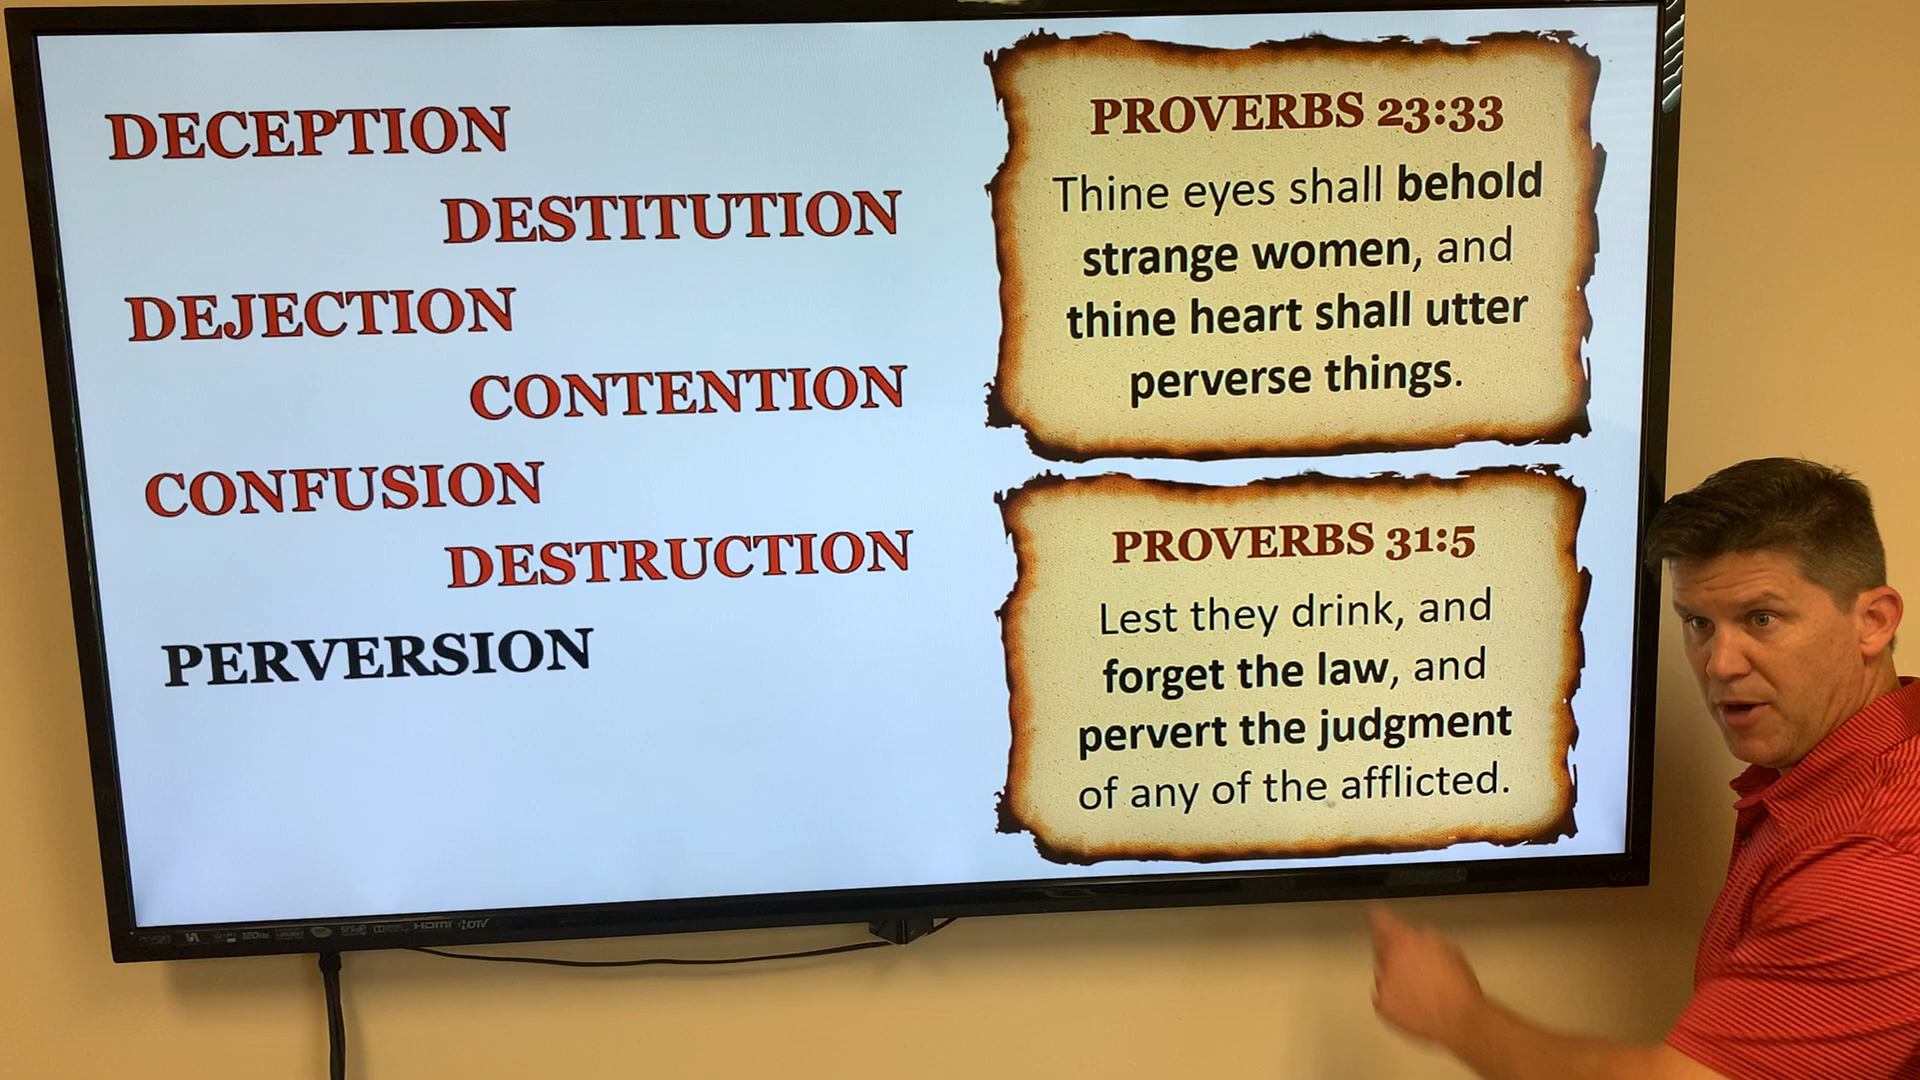 DECEPTION
DESTITUTION
DEJECTION
CONTENTION
CONFUSION
DESTRUCTION
PERVERSION
PROVERBS 23:33
Thine eyes shall behold
strange women, and
thine heart shall utter
perverse things.
PROVERBS 31:5
Lest they drink, and
forget the law, and
pervert the judgment
of any of the afflicted.
HDMI HDTV